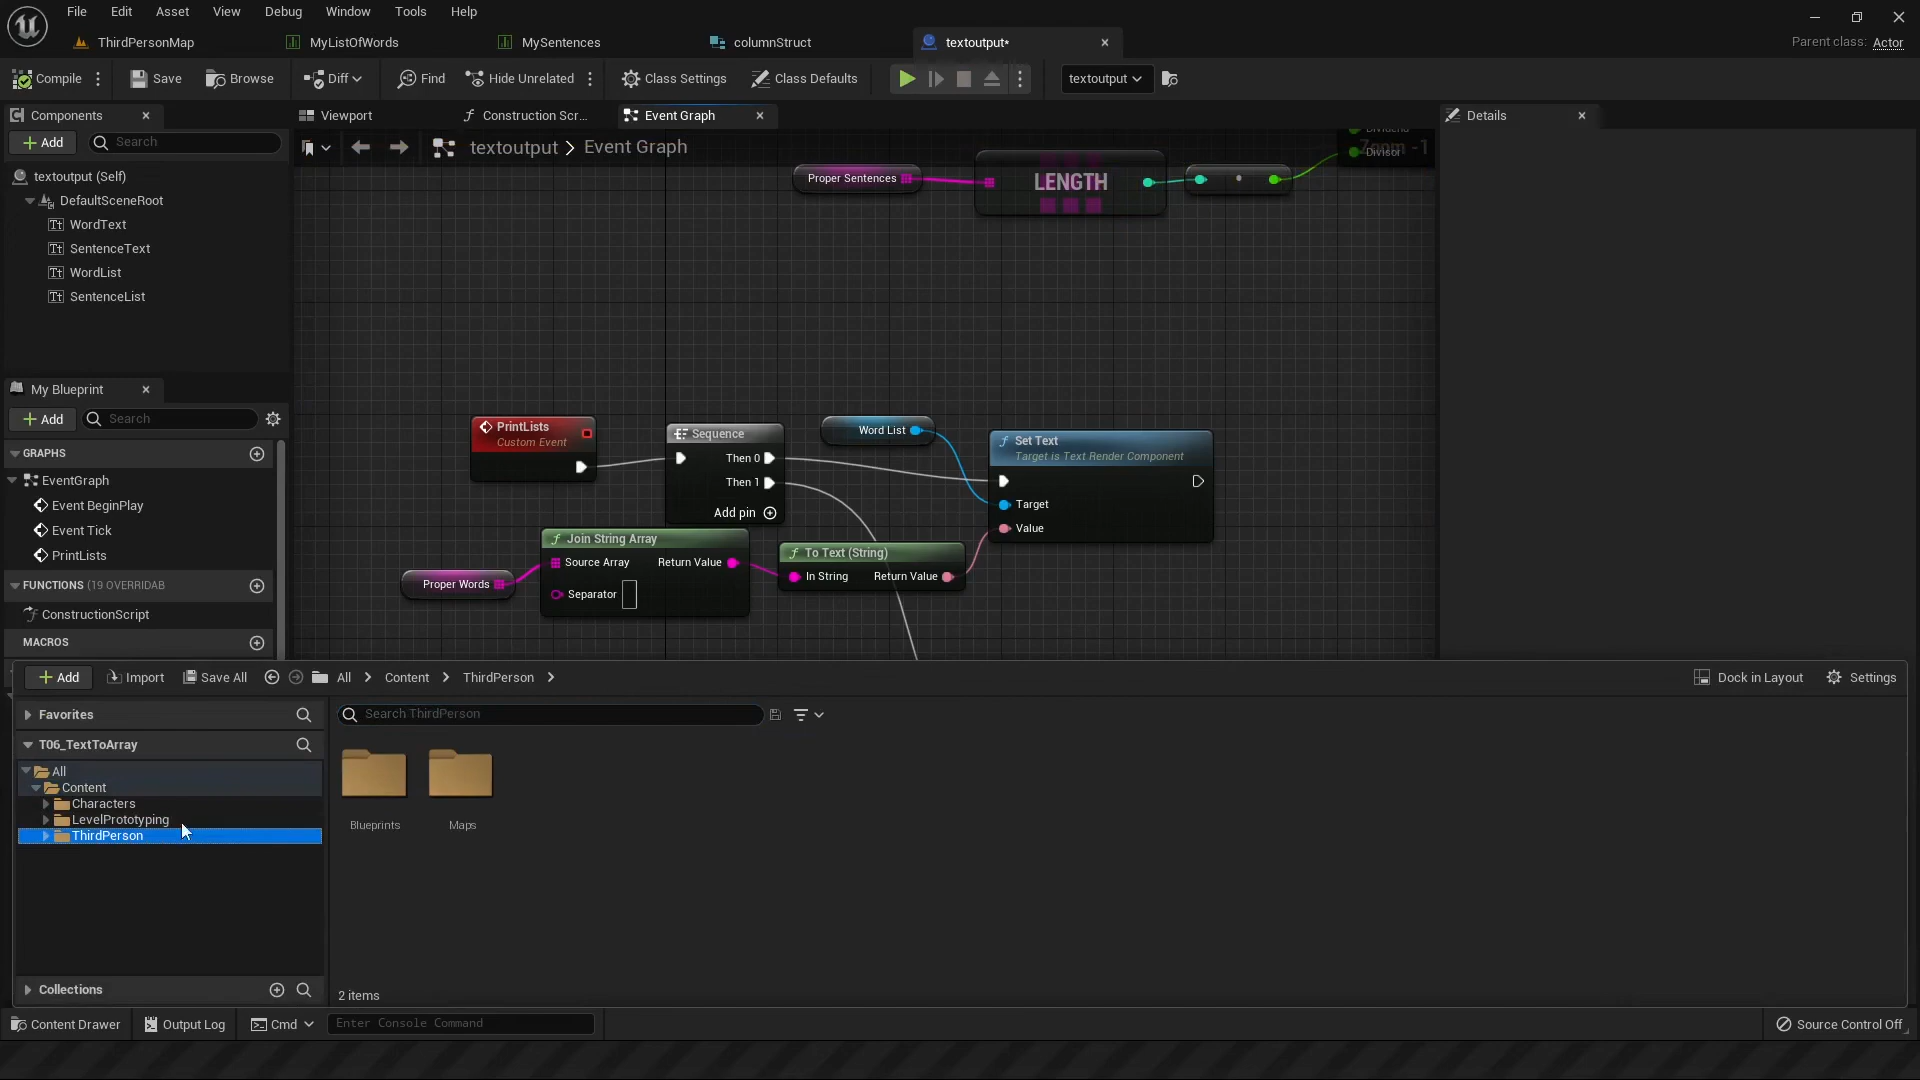 File Edit Asset View Debug Window Tools Help
ThirdPersonMap MyListOfWords MySentences columnStruct textoutput* Parent class: Actor
Compile Save Browse Diff Find Hide Unrelated Class Settings Class Defaults textoutput
Components Viewport Construction Scr... Event Graph Details
Add Search textoutput > Event Graph Zoom -1
Dividend
Divisor
textoutput (Self)
DefaultSceneRoot
WordText
SentenceText
WordList
SentenceList
Proper Sentences LENGTH
My Blueprint
Add Search
GRAPHS
EventGraph
Event BeginPlay
Event Tick
PrintLists
FUNCTIONS (19 OVERRIDAB
ConstructionScript
MACROS
PrintLists
Custom Event
Sequence
Then 0
Then 1
Add pin
Word List
Set Text
Target is Text Render Component
Target
Value
Join String Array
Source Array Return Value
Separator
Proper Words
To Text (String)
In String Return Value
Add Import Save All All > Content > ThirdPerson > Dock in Layout Settings
Favorites Search ThirdPerson
T06_TextToArray
All
Content
Characters
LevelPrototyping
ThirdPerson
Blueprints Maps
Collections 2 items
Content Drawer Output Log Cmd Enter Console Command Source Control Off